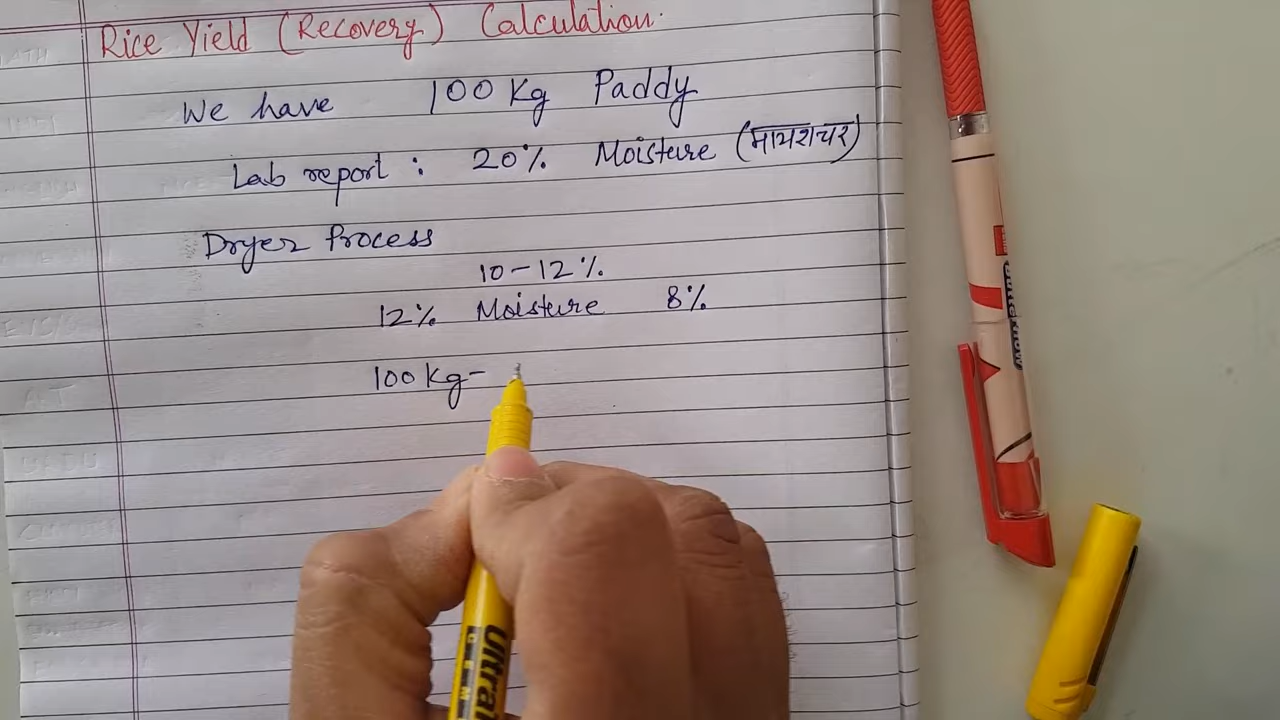 Rice Yield (Recovery) Calculation.
We have 100 Kg Paddy
Lab report : 20% Moisture (मायशचर)
Dryer Process
10-12%
12% Moisture 8%
100 Kg-